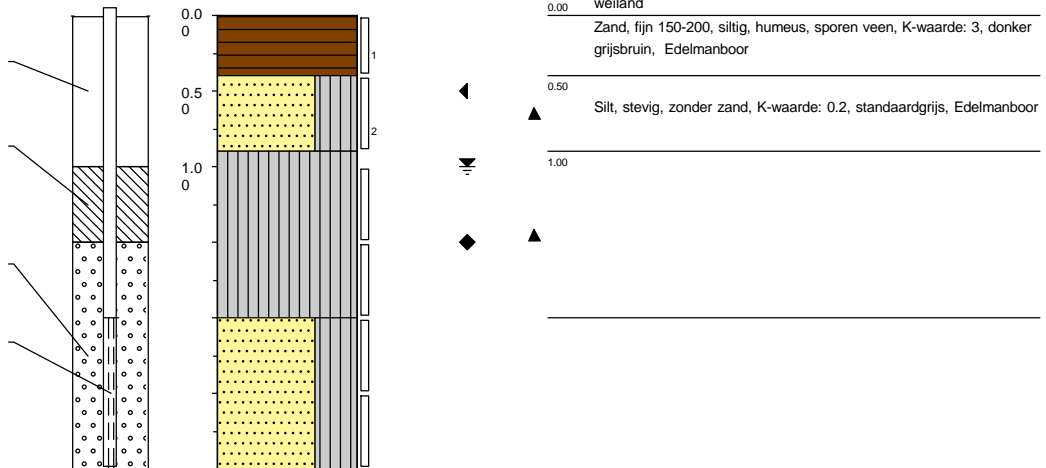 0.0
0
1
0.5
0
2
1.0
0
weiland
0.00
Zand, fijn 150-200, siltig, humeus, sporen veen, K-waarde: 3, donker
grijsbruin, Edelmanboor
0.50
Silt, stevig, zonder zand, K-waarde: 0.2, standaardgrijs, Edelmanboor
1.00